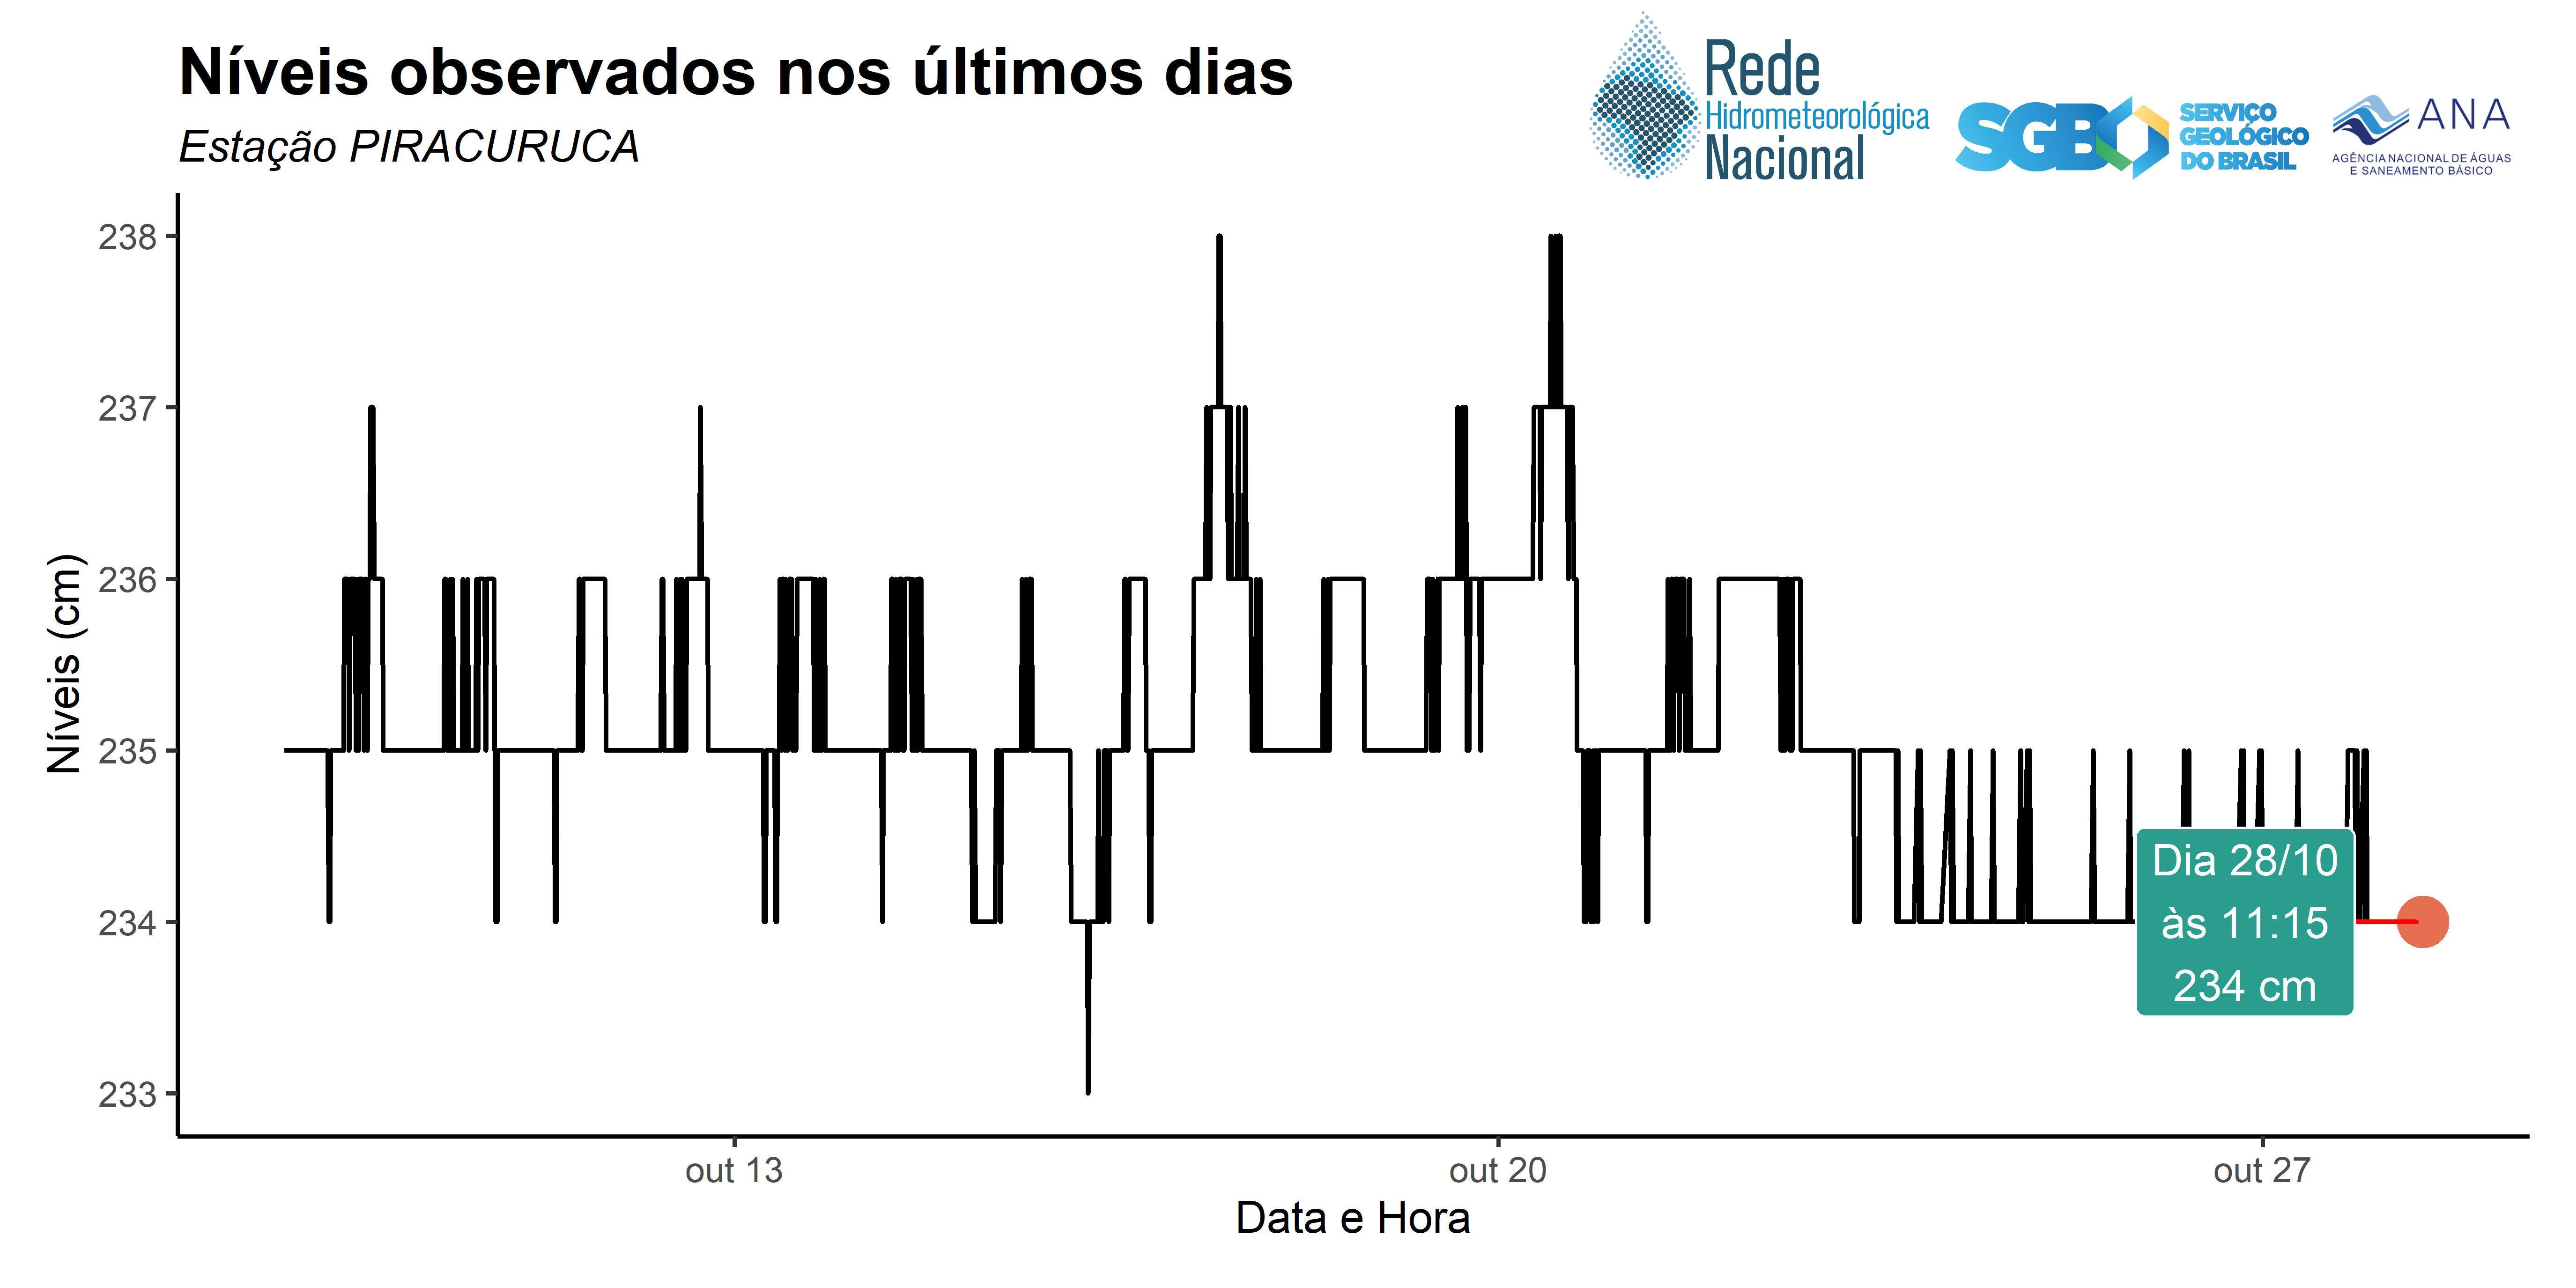 Níveis observados nos últimos dias
Estação PIRACURUCA
Rede
Hidrometeorológica
Nacional
SGB
SERVIÇO
GEOLÓGICO
DO BRASIL
ANA
AGÊNCIA NACIONAL DE ÁGUAS
E SANEAMENTO BÁSICO
Níveis (cm)
238
237
236
235
234
233
Dia 28/10
às 11:15
234 cm
out 13
out 20
out 27
Data e Hora